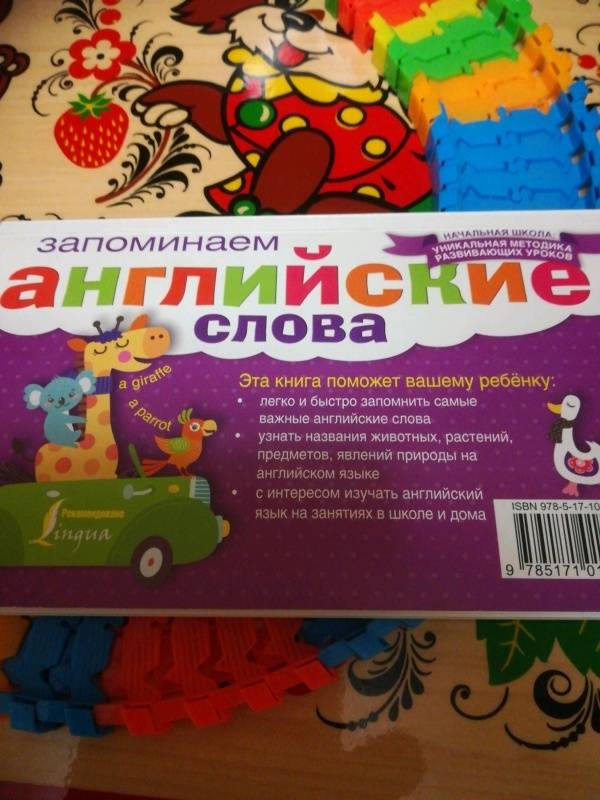 запоминаем
НАЧАЛЬНАЯ ШКОЛА:
УНИКАЛЬНАЯ МЕТОДИКА
РАЗВИВАЮЩИХ УРОКОВ
английские
слова
a giraffe
a parrot
Эта книга поможет вашему ребёнку:
• легко и быстро запомнить самые
важные английские слова
• узнать названия животных, растений,
предметов, явлений природы на
английском языке
• с интересом изучать английский
язык на занятиях в школе и дома
Рекомендовано
Lingua
ISBN 978-5-17-10
9 785171 01